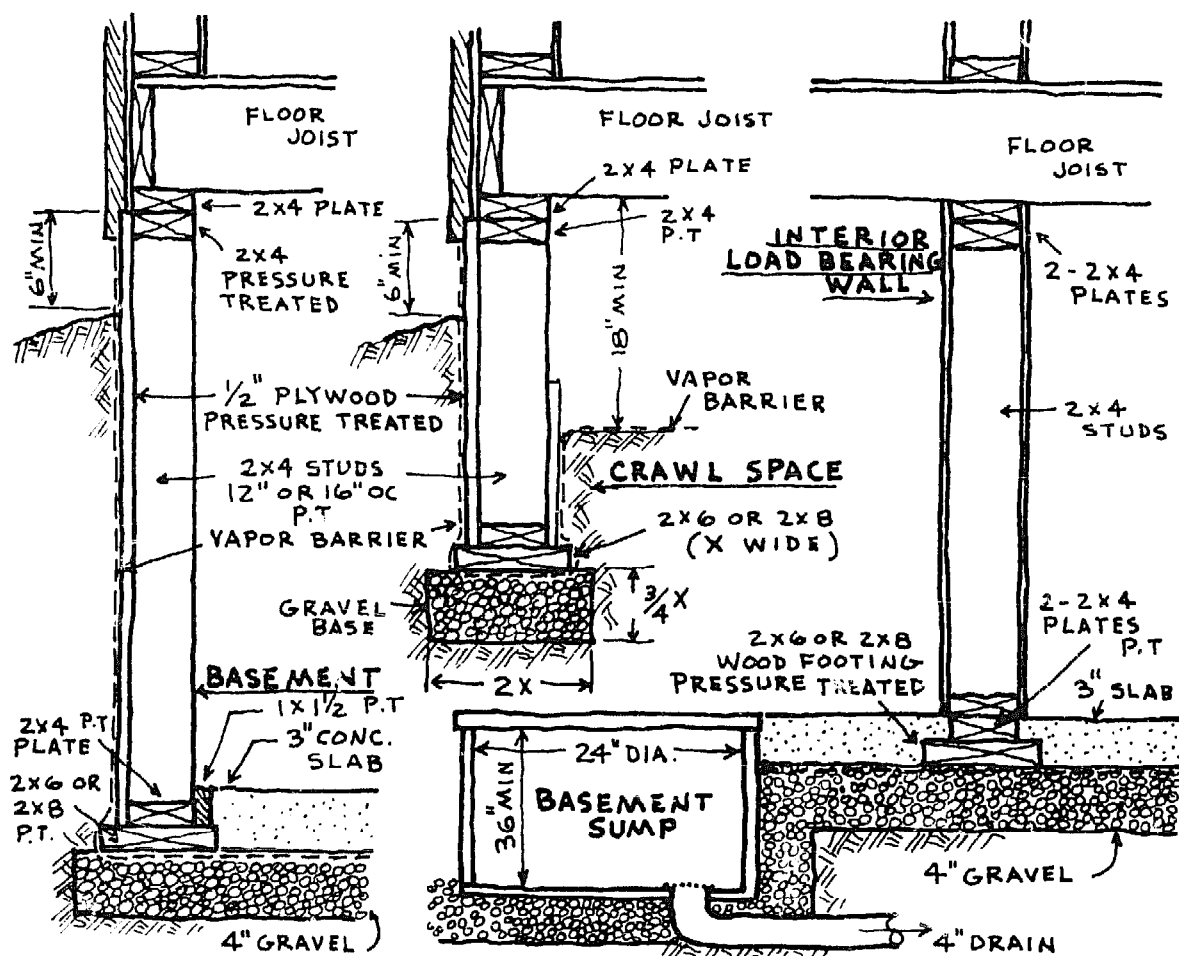 FLOOR
JOIST
2X4 PLATE
2X4
PRESSURE
TREATED
6" MIN
1/2" PLYWOOD
PRESSURE TREATED
2X4 STUDS
12" OR 16" OC
P.T
VAPOR BARRIER
BASEMENT
1 X 1 1/2 P.T
3" CONC.
SLAB
2X4 P.T
PLATE
2X6 OR
2X8
P.T.
4" GRAVEL
FLOOR JOIST
2X4 PLATE
2X4
P.T
6" MIN
18" MIN
VAPOR
BARRIER
CRAWL SPACE
2X6 OR 2X8
(X WIDE)
GRAVEL
BASE
3/4 X
2X
FLOOR
JOIST
INTERIOR
LOAD BEARING
WALL
2-2X4
PLATES
2X4
STUDS
2-2X4
PLATES
P.T
2X6 OR 2X8
WOOD FOOTING
PRESSURE TREATED
3" SLAB
24" DIA.
36" MIN
BASEMENT
SUMP
4" GRAVEL
4" DRAIN